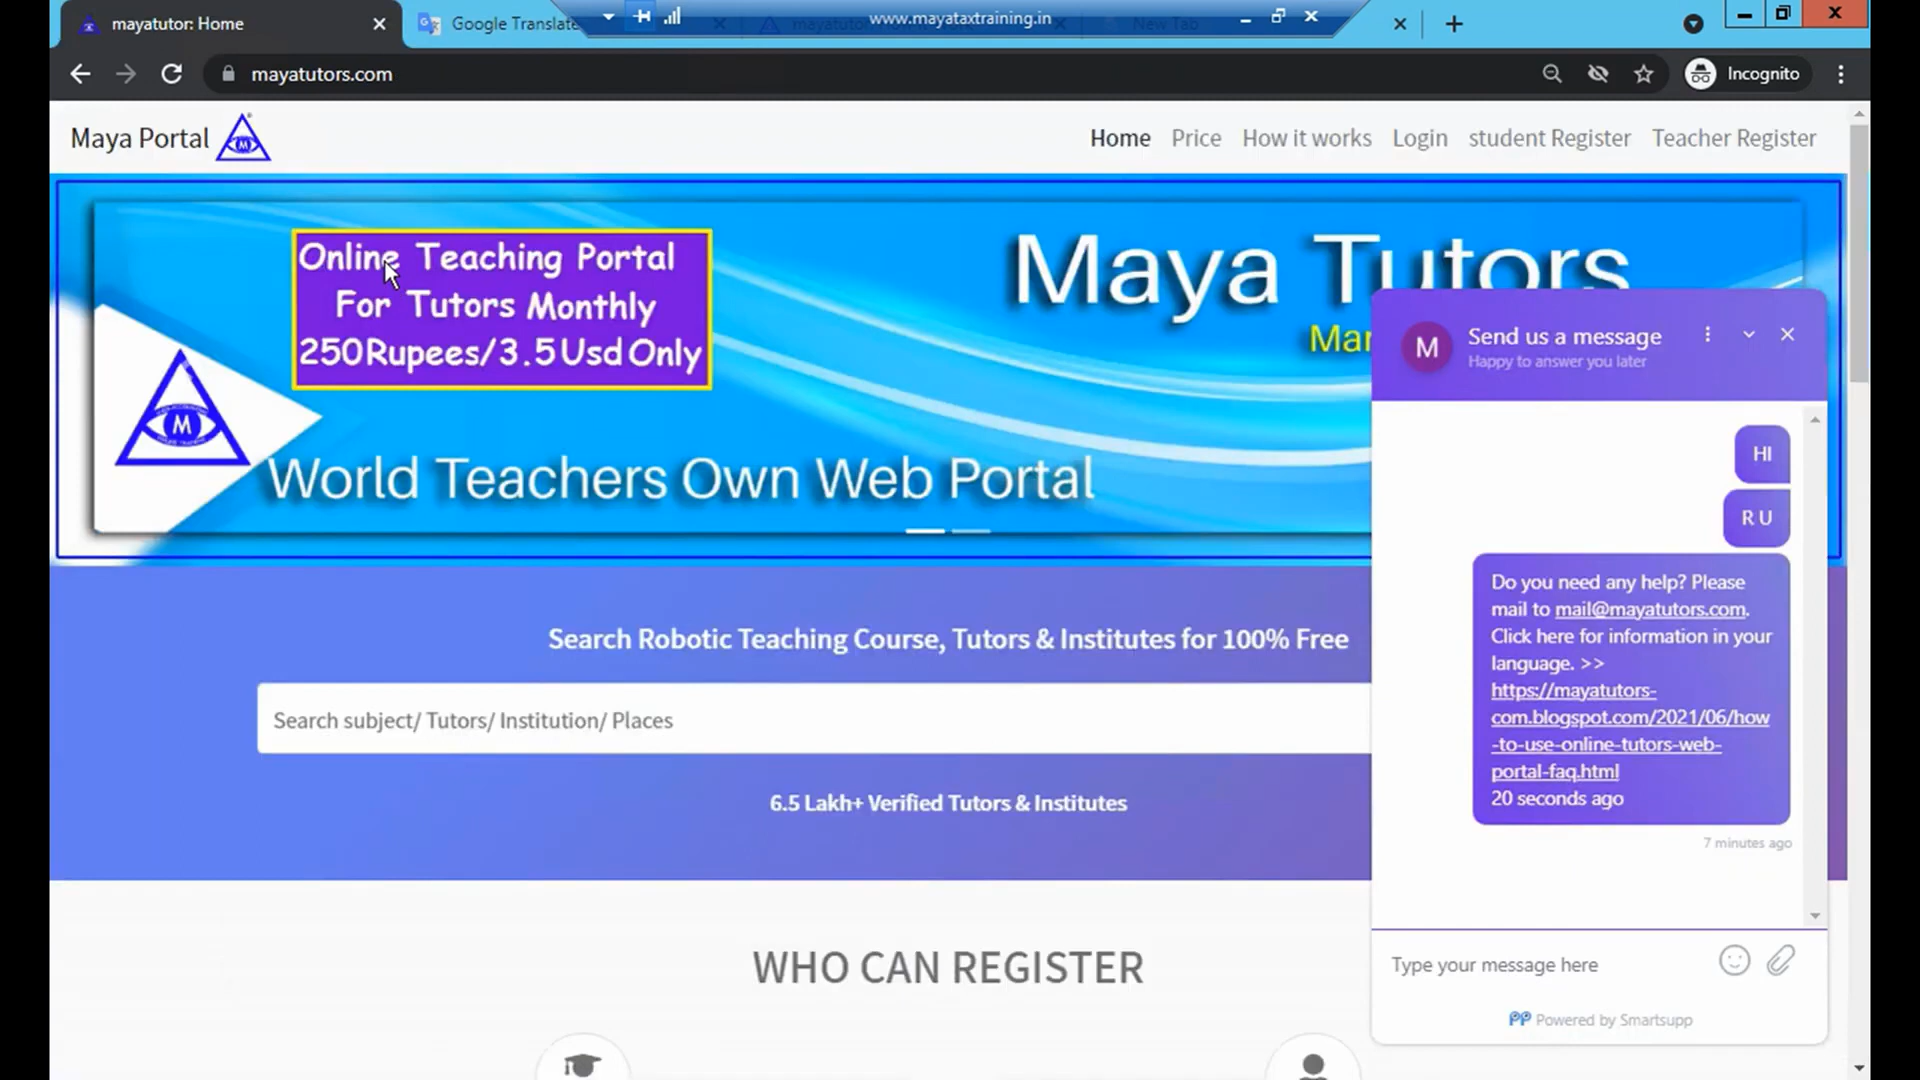 mayatutor: Home
Google Translate
www.mayataxtraining.in
New Tab
mayatutors.com
Incognito
Maya Portal
M
Home Price How it works Login student Register Teacher Register
Online Teaching Portal
For Tutors Monthly
250Rupees/3.5Usd Only
Maya Tutors
Mar
M
World Teachers Own Web Portal
Search Robotic Teaching Course, Tutors & Institutes for 100% Free
Search subject/ Tutors/ Institution/ Places
6.5 Lakh+ Verified Tutors & Institutes
WHO CAN REGISTER
M
Send us a message
Happy to answer you later
HI
R U
Do you need any help? Please
mail to mail@mayatutors.com.
Click here for information in your
language. >>
https://mayatutors-
com.blogspot.com/2021/06/how
-to-use-online-tutors-web-
portal-faq.html
20 seconds ago
7 minutes ago
Type your message here
Powered by Smartsupp